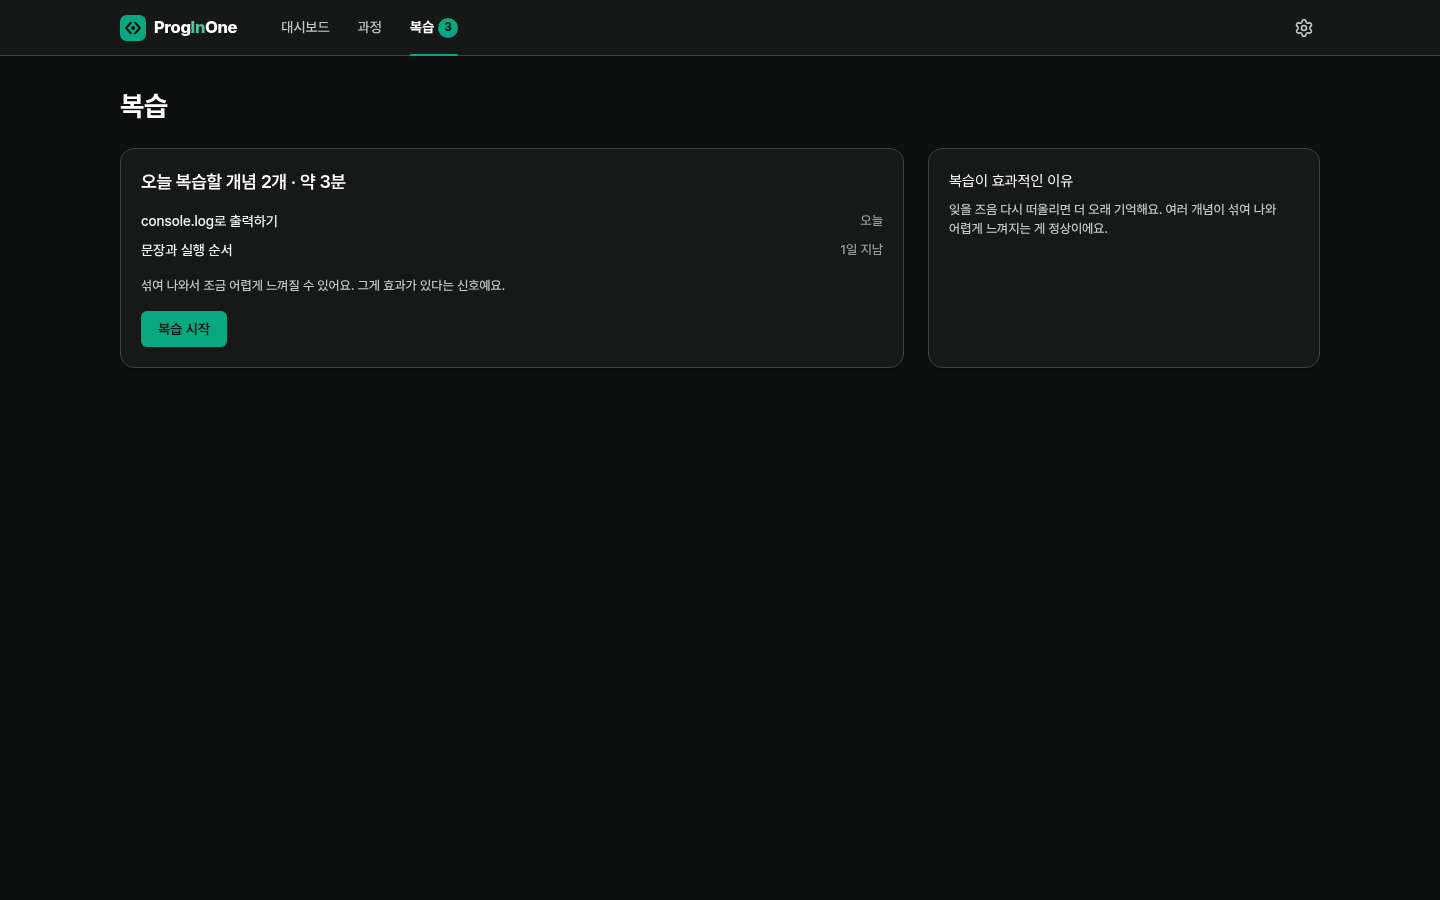 ProgInOne 대시보드 과정 복습 3
복습
오늘 복습할 개념 2개 · 약 3분
console.log로 출력하기 오늘
문장과 실행 순서 1일 지남
섞여 나와서 조금 어렵게 느껴질 수 있어요. 그게 효과가 있다는 신호예요.
복습 시작
복습이 효과적인 이유
잊을 즈음 다시 떠올리면 더 오래 기억해요. 여러 개념이 섞여 나와
어렵게 느껴지는 게 정상이에요.